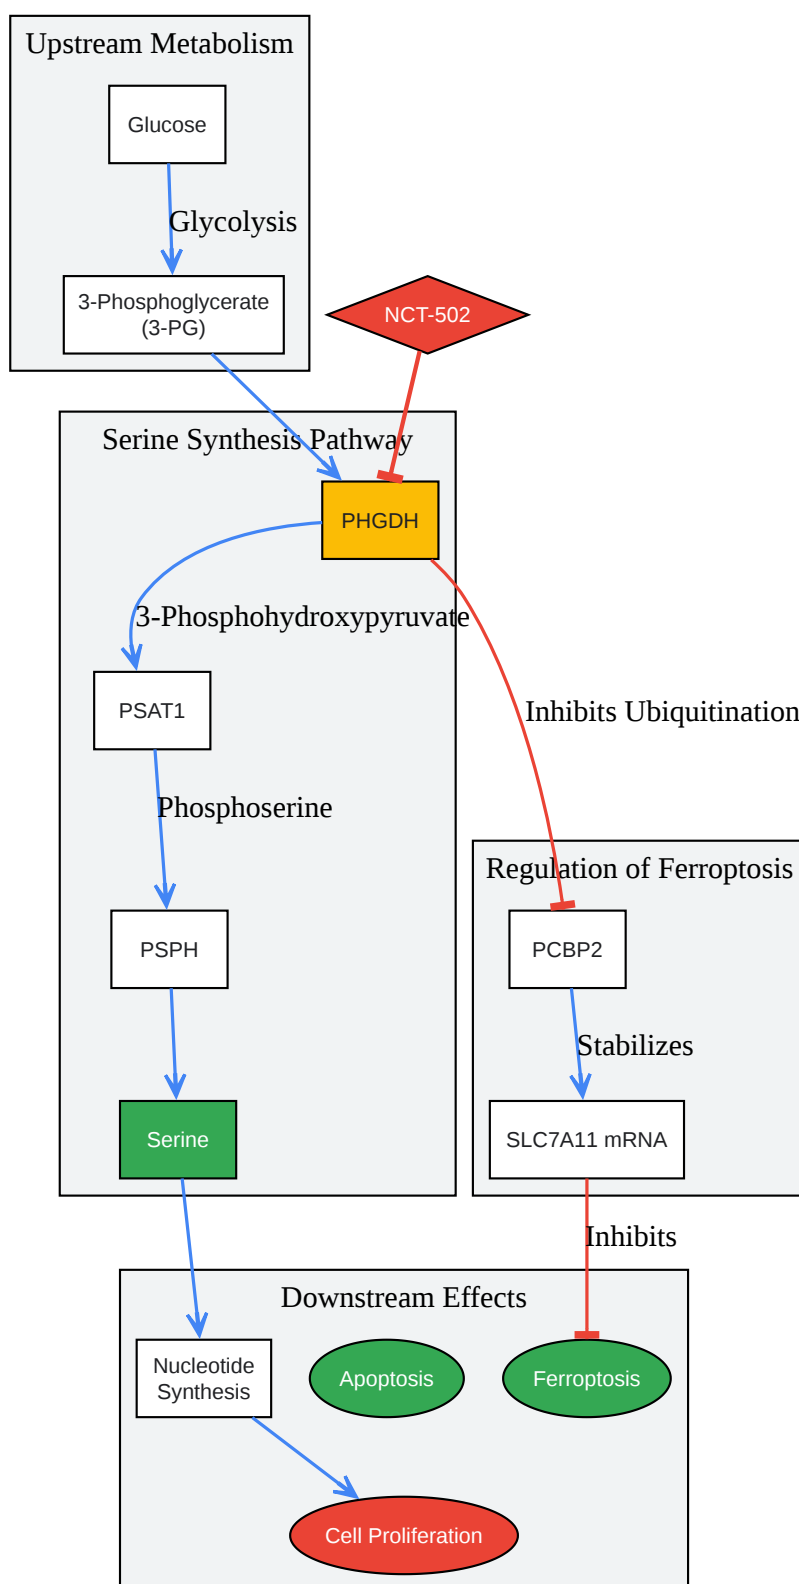 Upstream Metabolism
Glucose
Glycolysis
3-Phosphoglycerate
(3-PG)
NCT-502
Serine Synthesis Pathway
PHGDH
3-Phosphohydroxypyruvate
PSAT1
Inhibits Ubiquitination
Phosphoserine
Regulation of Ferroptosis
PSPH
PCBP2
Stabilizes
Serine
SLC7A11 mRNA
Inhibits
Downstream Effects
Nucleotide
Synthesis
Apoptosis
Ferroptosis
Cell Proliferation